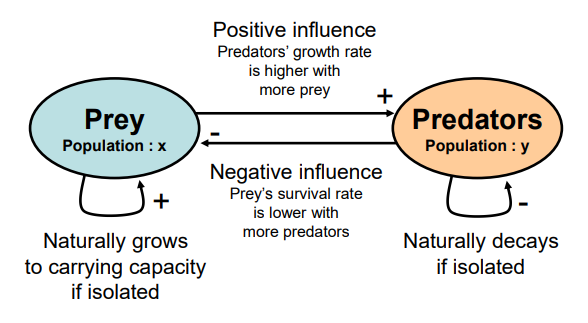 Positive influence
Predators' growth rate
is higher with
more prey
+
Prey
Population : x
Predators
Population : y
-
Negative influence
Prey's survival rate
is lower with
more predators
+
Naturally grows
to carrying capacity
if isolated
-
Naturally decays
if isolated